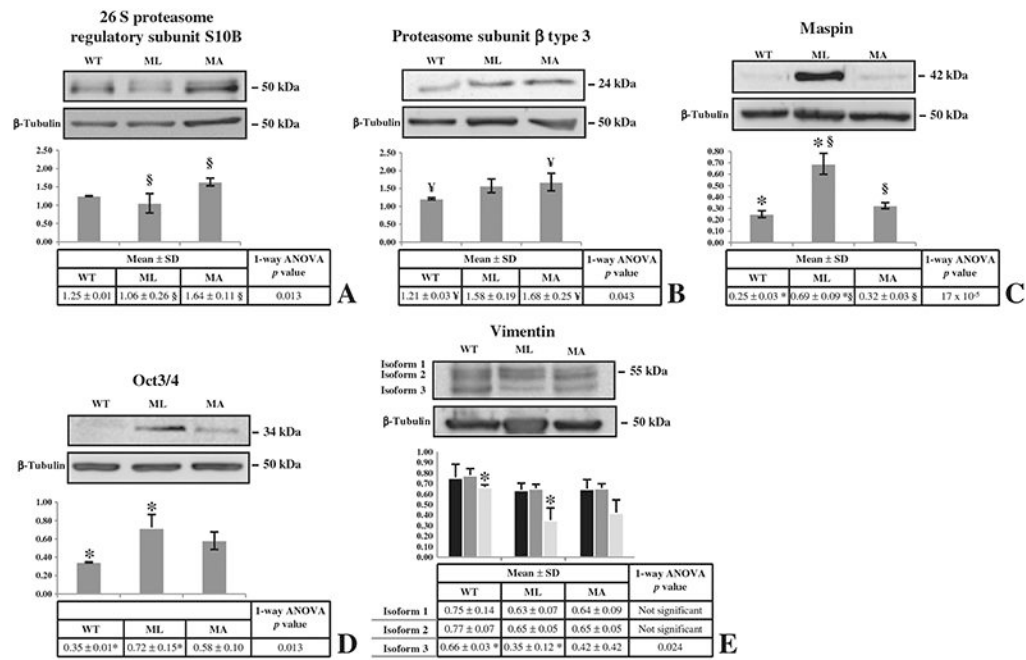 26 S proteasome
regulatory subunit S10B
WT ML MA
– 50 kDa
β-Tubulin – 50 kDa
2.50
2.00
1.50
1.00
0.50
0.00
§ §
Mean ± SD 1-way ANOVA p value
WT ML MA
1.25 ± 0.01 1.06 ± 0.26 § 1.64 ± 0.11 § 0.013
A
Proteasome subunit β type 3
WT ML MA
– 24 kDa
β-Tubulin – 50 kDa
2.50
2.00
1.50
1.00
0.50
0.00
¥ ¥
Mean ± SD 1-way ANOVA p value
WT ML MA
1.21 ± 0.03 ¥ 1.58 ± 0.19 1.68 ± 0.25 ¥ 0.043
B
Maspin
WT ML MA
– 42 kDa
β-Tubulin – 50 kDa
0.80
0.70
0.60
0.50
0.40
0.30
0.20
0.10
0.00
* * § §
Mean ± SD 1-way ANOVA p value
WT ML MA
0.25 ± 0.03 * 0.69 ± 0.09 *§ 0.32 ± 0.03 § 17 x 10-5
C
Oct3/4
WT ML MA
– 34 kDa
β-Tubulin – 50 kDa
1.00
0.80
0.60
0.40
0.20
0.00
* *
1-way ANOVA p value
WT ML MA
0.35 ± 0.01* 0.72 ± 0.15* 0.58 ± 0.10 0.013
D
Vimentin
WT ML MA
Isoform 1
Isoform 2
Isoform 3
– 55 kDa
β-Tubulin – 50 kDa
1.00
0.90
0.80
0.70
0.60
0.50
0.40
0.30
0.20
0.10
0.00
* *
Mean ± SD 1-way ANOVA p value
WT ML MA
Isoform 1 0.75 ± 0.14 0.63 ± 0.07 0.64 ± 0.09 Not significant
Isoform 2 0.77 ± 0.07 0.65 ± 0.05 0.65 ± 0.05 Not significant
Isoform 3 0.66 ± 0.03 * 0.35 ± 0.12 * 0.42 ± 0.42 0.024
E